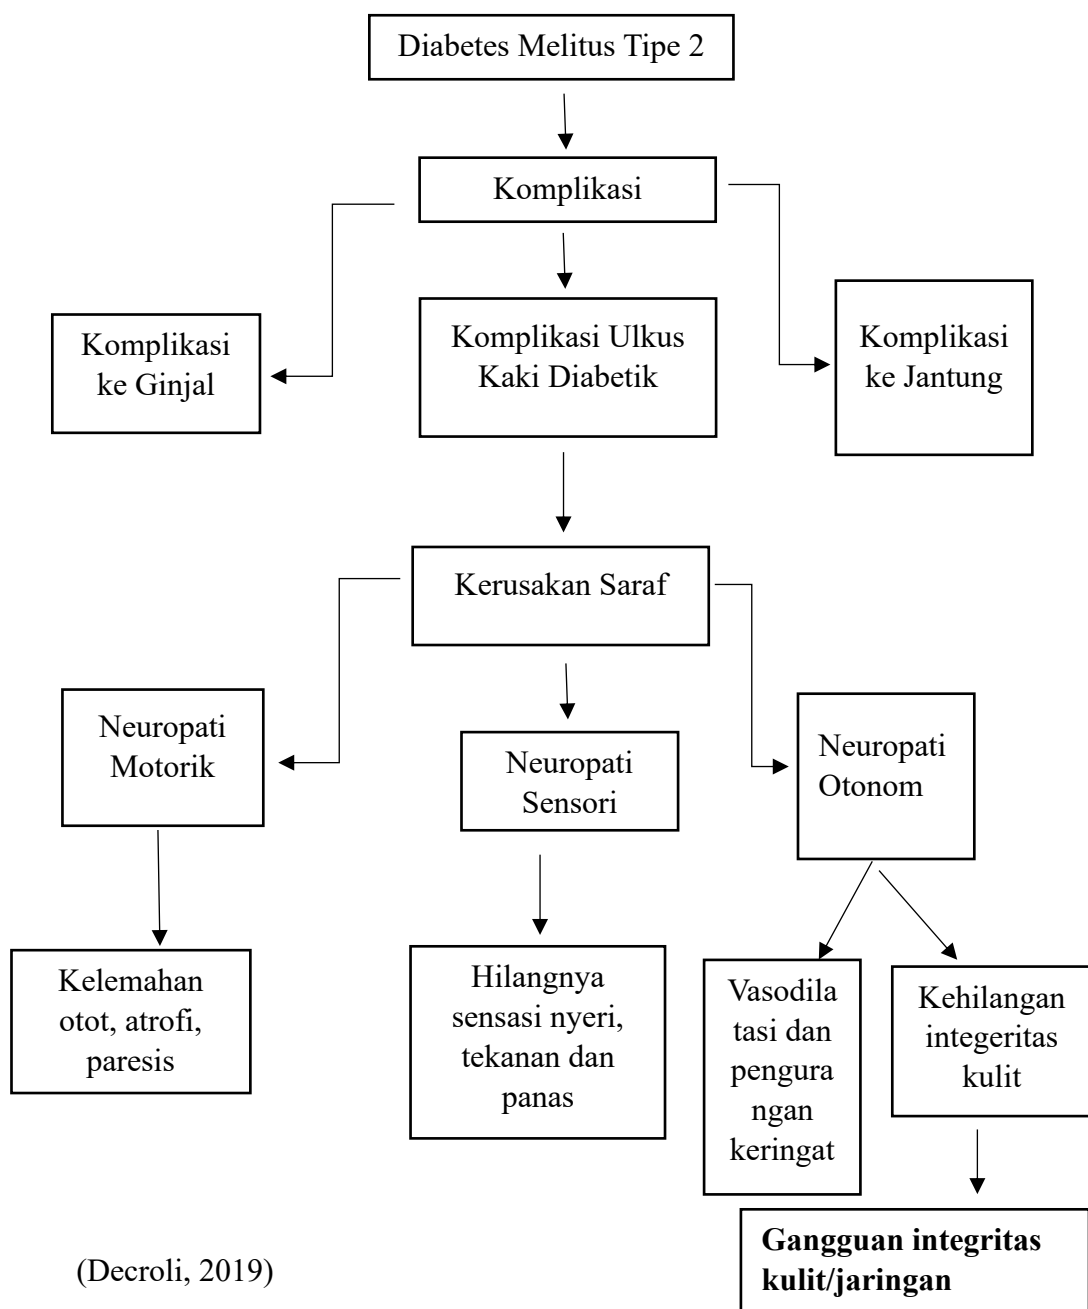 Diabetes Melitus Tipe 2
Komplikasi
Komplikasi
ke Ginjal
Komplikasi Ulkus
Kaki Diabetik
Komplikasi
ke Jantung
Kerusakan Saraf
Neuropati
Motorik
Neuropati
Sensori
Neuropati
Otonom
Kelemahan
otot, atrofi,
paresis
Hilangnya
sensasi nyeri,
tekanan dan
panas
Vasodila
tasi dan
pengura
ngan
keringat
Kehilangan
integeritas
kulit
Gangguan integritas
kulit/jaringan
(Decroli, 2019)